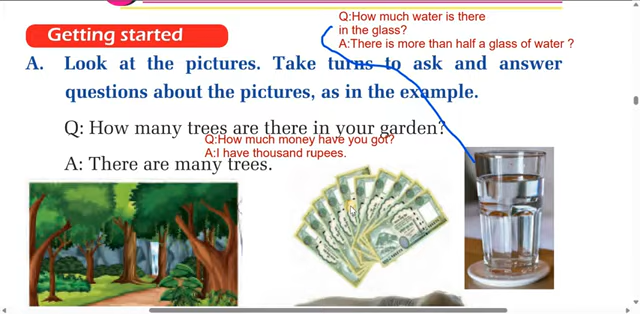 Q:How much water is there
in the glass?
A:There is more than half a glass of water ?
Getting started
A. Look at the pictures. Take turns to ask and answer
questions about the pictures, as in the example.
Q: How many trees are there in your garden?
Q:How much money have you got?
A:I have thousand rupees.
A: There are many trees.